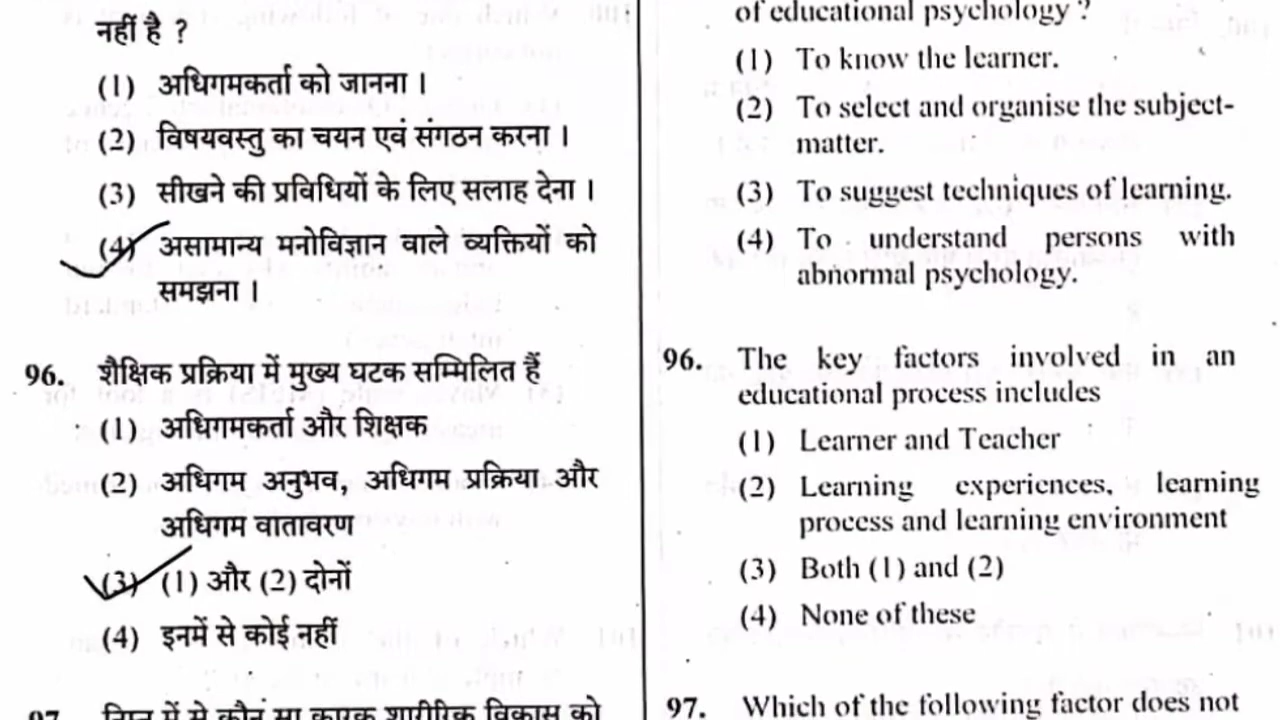 नहीं है ?
(1) अधिगमकर्ता को जानना ।
(2) विषयवस्तु का चयन एवं संगठन करना ।
(3) सीखने की प्रविधियों के लिए सलाह देना ।
(4) असामान्य मनोविज्ञान वाले व्यक्तियों को
समझना ।
96. शैक्षिक प्रक्रिया में मुख्य घटक सम्मिलित हैं
(1) अधिगमकर्ता और शिक्षक
(2) अधिगम अनुभव, अधिगम प्रक्रिया और
अधिगम वातावरण
(3) (1) और (2) दोनों
(4) इनमें से कोई नहीं
97. निम्न में से कौन सा कारक शारीरिक विकास को
of educational psychology ?
(1) To know the learner.
(2) To select and organise the subject-
matter.
(3) To suggest techniques of learning.
(4) To understand persons with
abnormal psychology.
96. The key factors involved in an
educational process includes
(1) Learner and Teacher
(2) Learning experiences, learning
process and learning environment
(3) Both (1) and (2)
(4) None of these
97. Which of the following factor does not